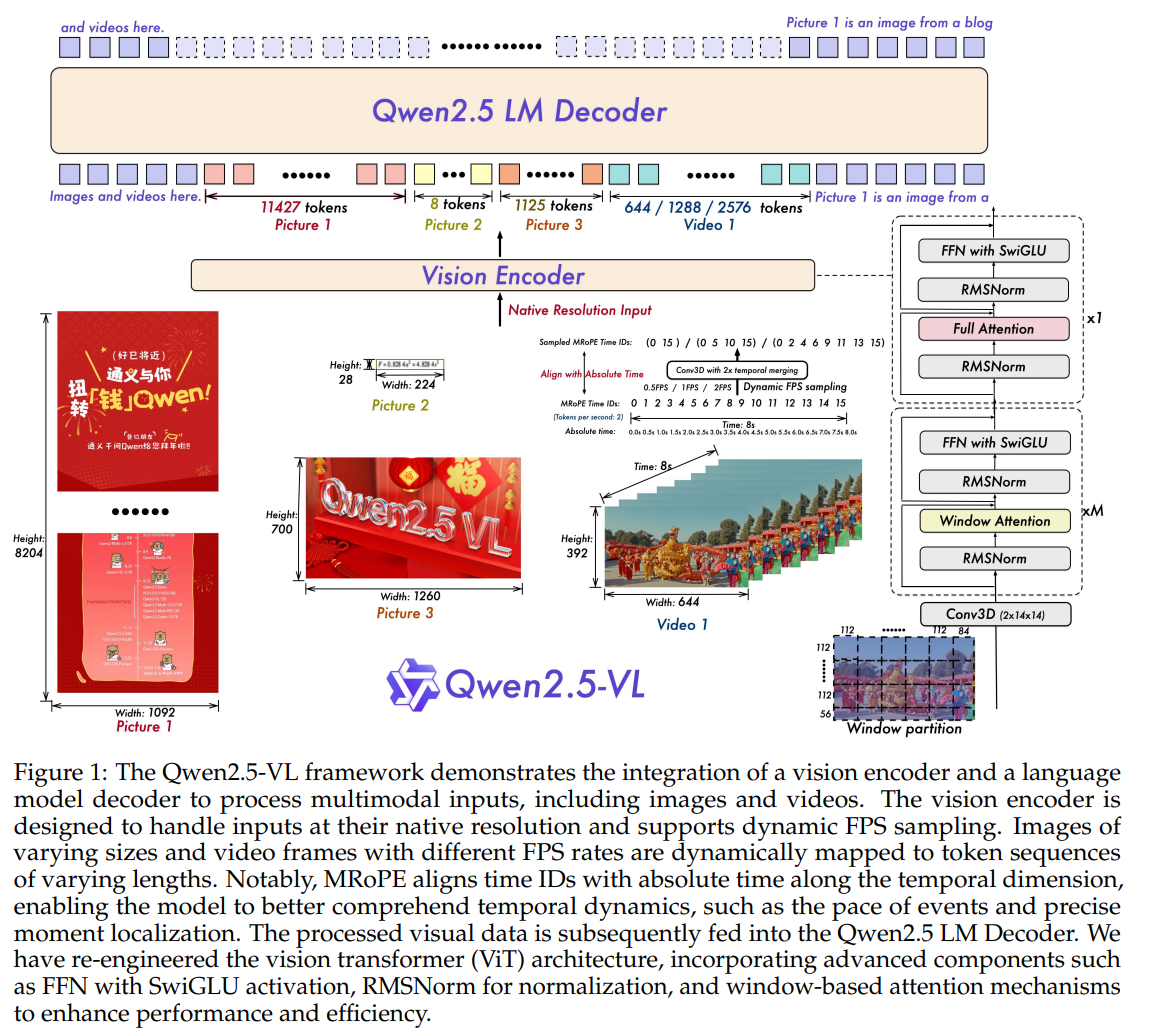 and videos here.
Picture 1 is an image from a blog
Qwen2.5 LM Decoder
Images and videos here.
11427 tokens
Picture 1
8 tokens
Picture 2
1125 tokens
Picture 3
644 / 1288 / 2576 tokens
Video 1
Picture 1 is an image from a
Vision Encoder
Native Resolution Input
FFN with SwiGLU
RMSNorm
Full Attention
RMSNorm
x1
FFN with SwiGLU
RMSNorm
Window Attention
RMSNorm
xM
Conv3D (2x14x14)
112 112 84
112
112
56
Window partition
Height:
8204
(好巳将近)
通义与你
扭转「钱」Qwen!
通义千问Qwen给您拜年啦!!
Width: 1092
Picture 1
Height:
28
Width: 224
Picture 2
Sampled MRoPE Time IDs: (0 15) / (0 5 10 15) / (0 2 4 6 9 11 13 15)
Align with Absolute Time
Conv3D with 2x temporal merging
0.5FPS / 1FPS / 2FPS Dynamic FPS sampling
MRoPE Time IDs: 0 1 2 3 4 5 6 7 8 9 10 11 12 13 14 15
(Tokens per second: 2)
Time: 8s
Absolute time: 0.0s 0.5s 1.0s 1.5s 2.0s 2.5s 3.0s 3.5s 4.0s 4.5s 5.0s 5.5s 6.0s 6.5s 7.0s 7.5s 8.0s
Height:
700
福
福
Qwen2.5 VL
Width: 1260
Picture 3
Time: 8s
Height:
392
Width: 644
Video 1
Qwen2.5-VL
Figure 1: The Qwen2.5-VL framework demonstrates the integration of a vision encoder and a language
model decoder to process multimodal inputs, including images and videos. The vision encoder is
designed to handle inputs at their native resolution and supports dynamic FPS sampling. Images of
varying sizes and video frames with different FPS rates are dynamically mapped to token sequences
of varying lengths. Notably, MRoPE aligns time IDs with absolute time along the temporal dimension,
enabling the model to better comprehend temporal dynamics, such as the pace of events and precise
moment localization. The processed visual data is subsequently fed into the Qwen2.5 LM Decoder. We
have re-engineered the vision transformer (ViT) architecture, incorporating advanced components such
as FFN with SwiGLU activation, RMSNorm for normalization, and window-based attention mechanisms
to enhance performance and efficiency.